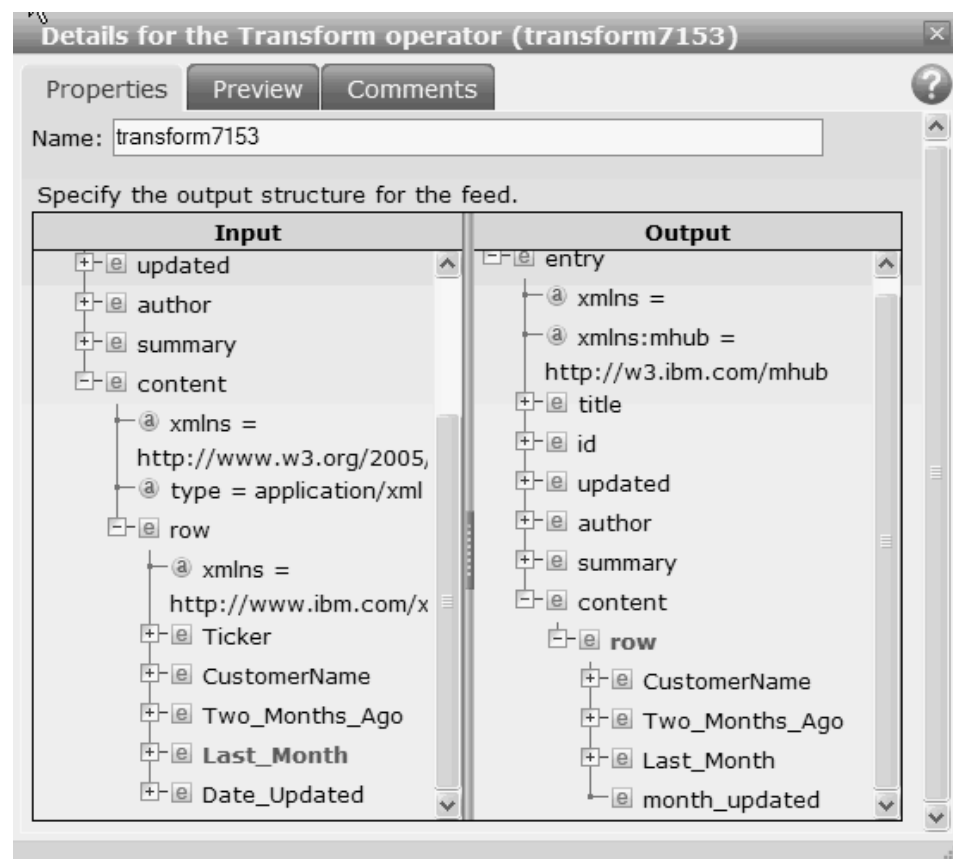 Details for the Transform operator (transform7153)
Properties
Preview
Comments
?
Name: transform7153
Specify the output structure for the feed.
Input
e updated
e author
e summary
e content
a xmlns =
http://www.w3.org/2005,
a type = application/xml
e row
a xmlns =
http://www.ibm.com/x
e Ticker
e CustomerName
e Two_Months_Ago
e Last_Month
e Date_Updated
Output
e entry
a xmlns =
a xmlns:mhub =
http://w3.ibm.com/mhub
e title
e id
e updated
e author
e summary
e content
e row
e CustomerName
e Two_Months_Ago
e Last_Month
e month_updated